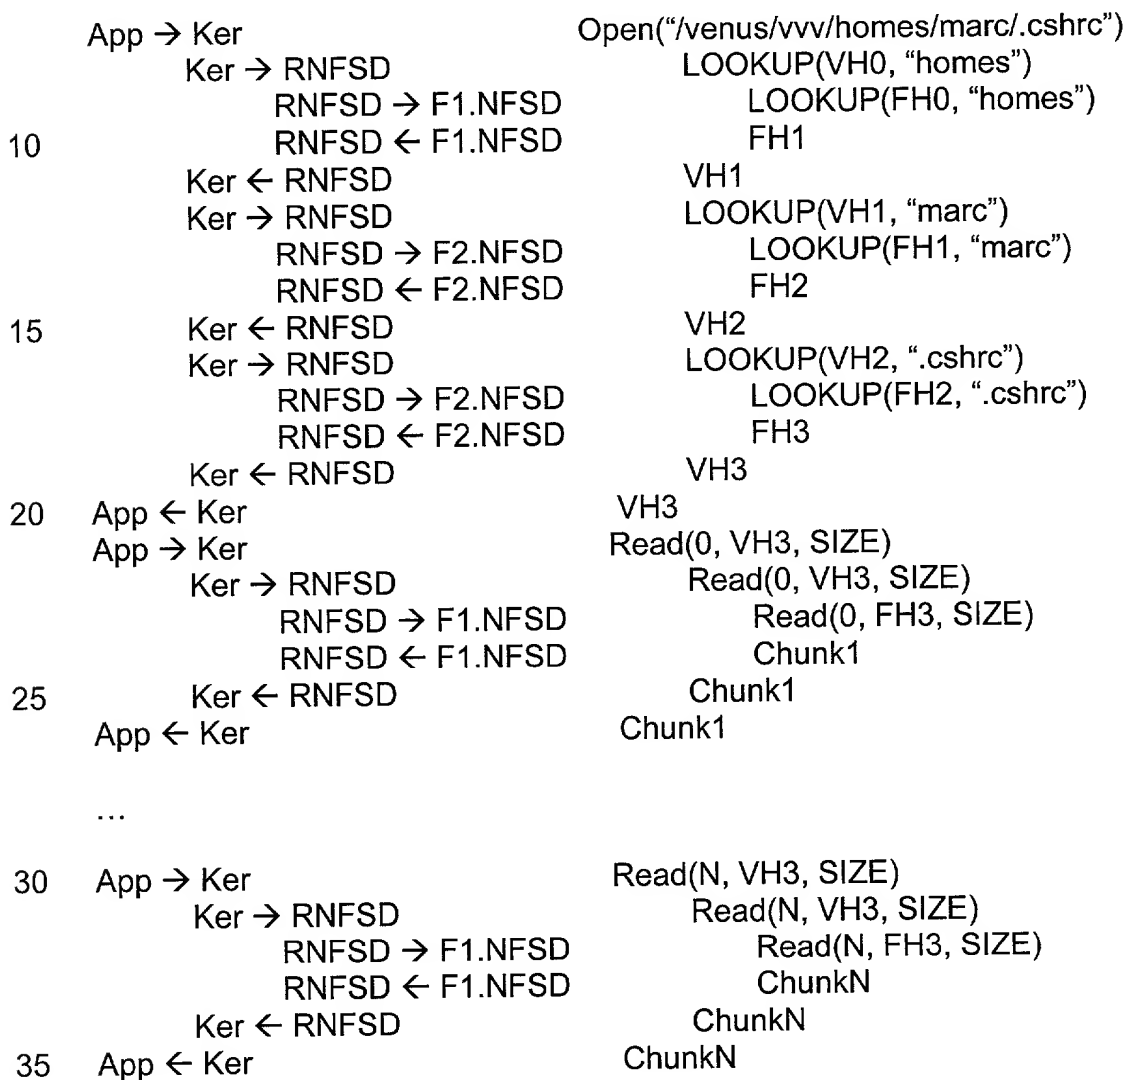 App → Ker Open(“/venus/vvv/homes/marc/.cshrc”)
Ker → RNFSD LOOKUP(VH0, “homes”)
RNFSD → F1.NFSD LOOKUP(FH0, “homes”)
10 RNFSD ← F1.NFSD FH1
Ker ← RNFSD VH1
Ker → RNFSD LOOKUP(VH1, “marc”)
RNFSD → F2.NFSD LOOKUP(FH1, “marc”)
RNFSD ← F2.NFSD FH2
15 Ker ← RNFSD VH2
Ker → RNFSD LOOKUP(VH2, “.cshrc”)
RNFSD → F2.NFSD LOOKUP(FH2, “.cshrc”)
RNFSD ← F2.NFSD FH3
Ker ← RNFSD VH3
20 App ← Ker VH3
App → Ker Read(0, VH3, SIZE)
Ker → RNFSD Read(0, VH3, SIZE)
RNFSD → F1.NFSD Read(0, FH3, SIZE)
RNFSD ← F1.NFSD Chunk1
25 Ker ← RNFSD Chunk1
App ← Ker Chunk1
...
30 App → Ker Read(N, VH3, SIZE)
Ker → RNFSD Read(N, VH3, SIZE)
RNFSD → F1.NFSD Read(N, FH3, SIZE)
RNFSD ← F1.NFSD ChunkN
Ker ← RNFSD ChunkN
35 App ← Ker ChunkN